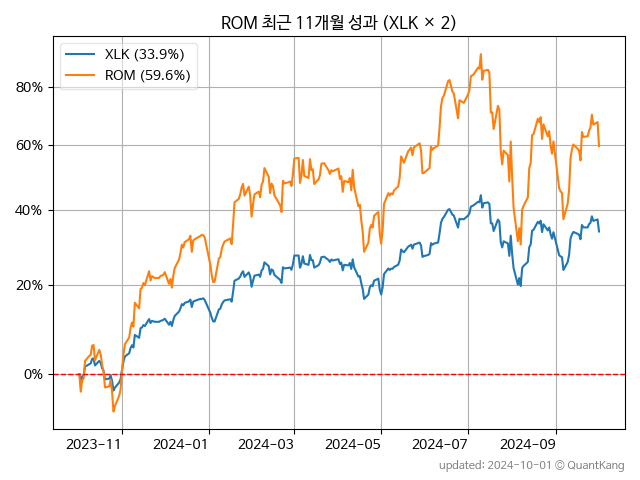 ROM 최근 11개월 성과 (XLK × 2)
XLK (33.9%)
ROM (59.6%)
80%
60%
40%
20%
0%
2023-11
2024-01
2024-03
2024-05
2024-07
2024-09
updated: 2024-10-01 © QuantKang